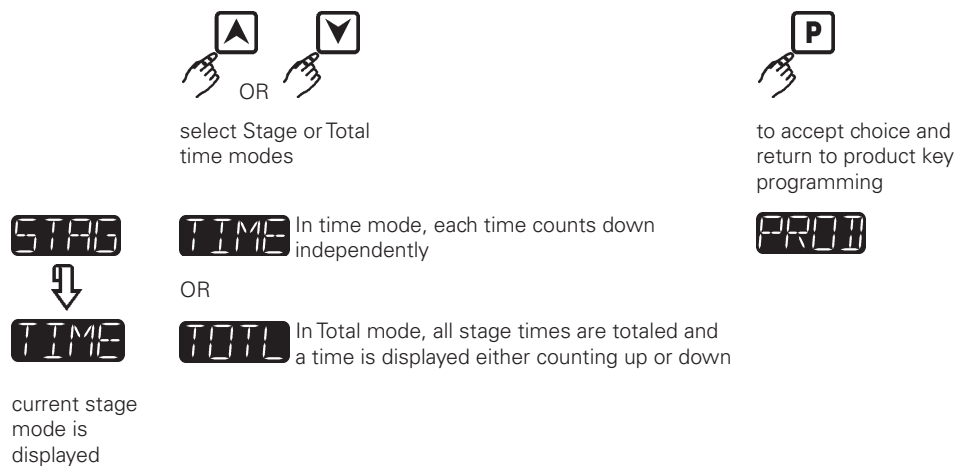 P
OR
select Stage or Total
time modes
to accept choice and
return to product key
programming
STAG
TIME
In time mode, each time counts down
independently
PROD
OR
TIME
TOTL
In Total mode, all stage times are totaled and
a time is displayed either counting up or down
current stage
mode is
displayed